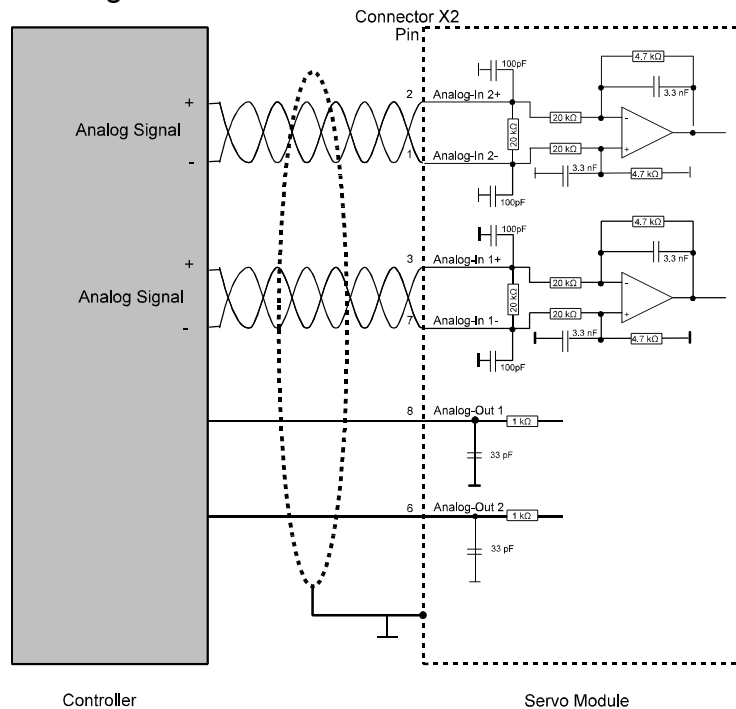 Connector X2
Pin
Analog Signal
+
-
2
1
Analog-In 2+
Analog-In 2-
100pF
100pF
20 kΩ
20 kΩ
20 kΩ
4.7 kΩ
3.3 nF
-
+
3.3 nF
4.7 kΩ
Analog Signal
+
-
3
7
Analog-In 1+
Analog-In 1-
100pF
100pF
20 kΩ
20 kΩ
20 kΩ
4.7 kΩ
3.3 nF
-
+
3.3 nF
4.7 kΩ
8
Analog-Out 1
1 kΩ
33 pF
6
Analog-Out 2
1 kΩ
33 pF
Controller
Servo Module